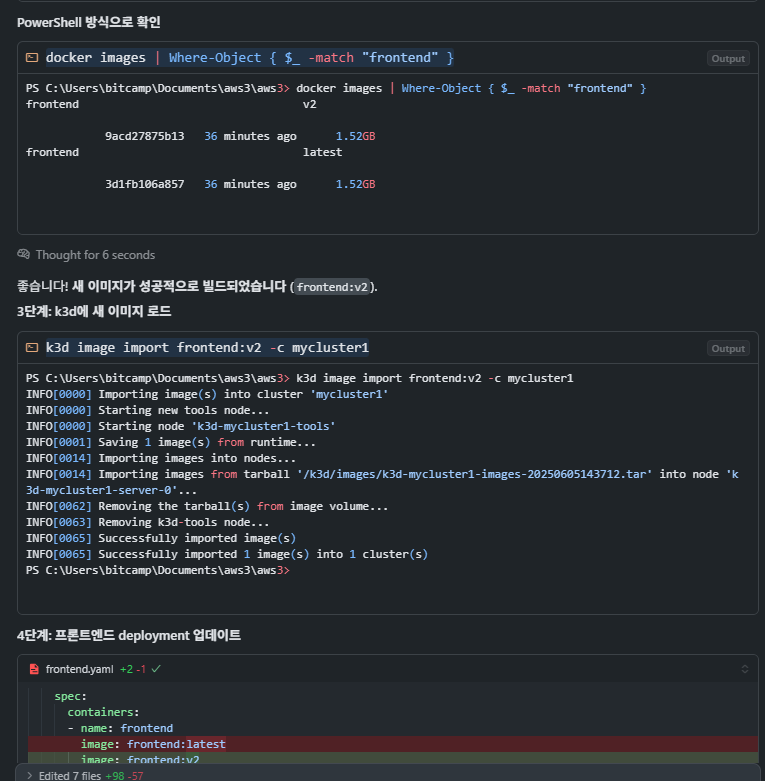 PowerShell 방식으로 확인
docker images | Where-Object { $_ -match "frontend" }
Output
PS C:\Users\bitcamp\Documents\aws3\aws3> docker images | Where-Object { $_ -match "frontend" }
frontend v2
9acd27875b13 36 minutes ago 1.52GB
frontend latest
3d1fb106a857 36 minutes ago 1.52GB
Thought for 6 seconds
좋습니다! 새 이미지가 성공적으로 빌드되었습니다 (frontend:v2).
3단계: k3d에 새 이미지 로드
k3d image import frontend:v2 -c mycluster1
Output
PS C:\Users\bitcamp\Documents\aws3\aws3> k3d image import frontend:v2 -c mycluster1
INFO[0000] Importing image(s) into cluster 'mycluster1'
INFO[0000] Starting new tools node...
INFO[0000] Starting node 'k3d-mycluster1-tools'
INFO[0001] Saving 1 image(s) from runtime...
INFO[0014] Importing images into nodes...
INFO[0014] Importing images from tarball '/k3d/images/k3d-mycluster1-images-20250605143712.tar' into node 'k
3d-mycluster1-server-0'...
INFO[0062] Removing the tarball(s) from image volume...
INFO[0063] Removing k3d-tools node...
INFO[0065] Successfully imported image(s)
INFO[0065] Successfully imported 1 image(s) into 1 cluster(s)
PS C:\Users\bitcamp\Documents\aws3\aws3>
4단계: 프론트엔드 deployment 업데이트
frontend.yaml +2 -1
spec:
containers:
- name: frontend
image: frontend:latest
image: frontend:v2
Edited 7 files +98 -57